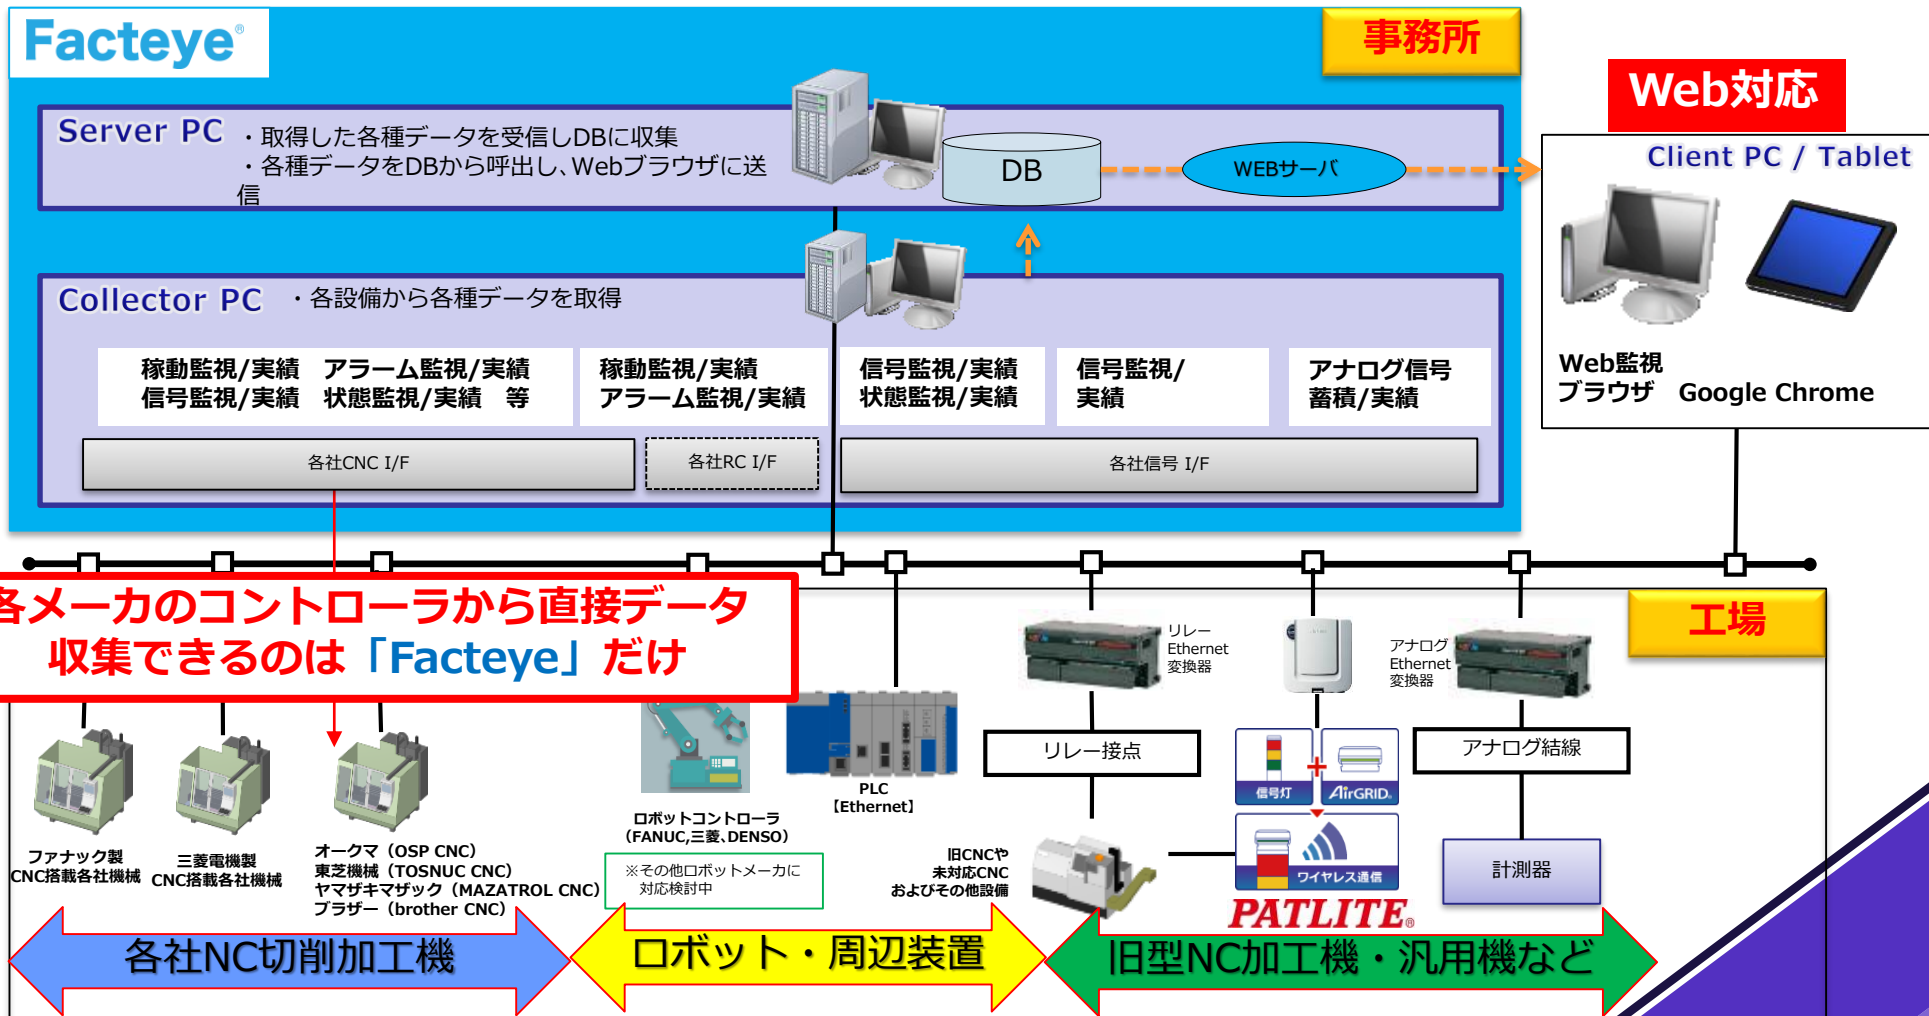 Facteye®
事務所
Web対応
Server PC
・取得した各種データを受信しDBに収集
・各種データをDBから呼出し、Webブラウザに送
信
DB
WEBサーバ
Client PC / Tablet
Collector PC
・各設備から各種データを取得
稼動監視/実績 アラーム監視/実績
信号監視/実績 状態監視/実績 等
稼動監視/実績
アラーム監視/実績
信号監視/実績
状態監視/実績
信号監視/
実績
アナログ信号
蓄積/実績
Web監視
ブラウザ Google Chrome
各社CNC I/F
各社RC I/F
各社信号 I/F
各メーカのコントローラから直接データ
収集できるのは「Facteye」だけ
工場
リレー
Ethernet
変換器
アナログ
Ethernet
変換器
リレー接点
アナログ結線
PLC
【Ethernet】
信号灯
AirGRID®
ワイヤレス通信
PATLITE®
計測器
ロボットコントローラ
(FANUC,三菱、DENSO)
※その他ロボットメーカに
対応検討中
旧CNCや
未対応CNC
およびその他設備
ファナック製
CNC搭載各社機械
三菱電機製
CNC搭載各社機械
オークマ（OSP CNC）
東芝機械（TOSNUC CNC）
ヤマザキマザック（MAZATROL CNC）
ブラザー（brother CNC）
各社NC切削加工機
ロボット・周辺装置
旧型NC加工機・汎用機など